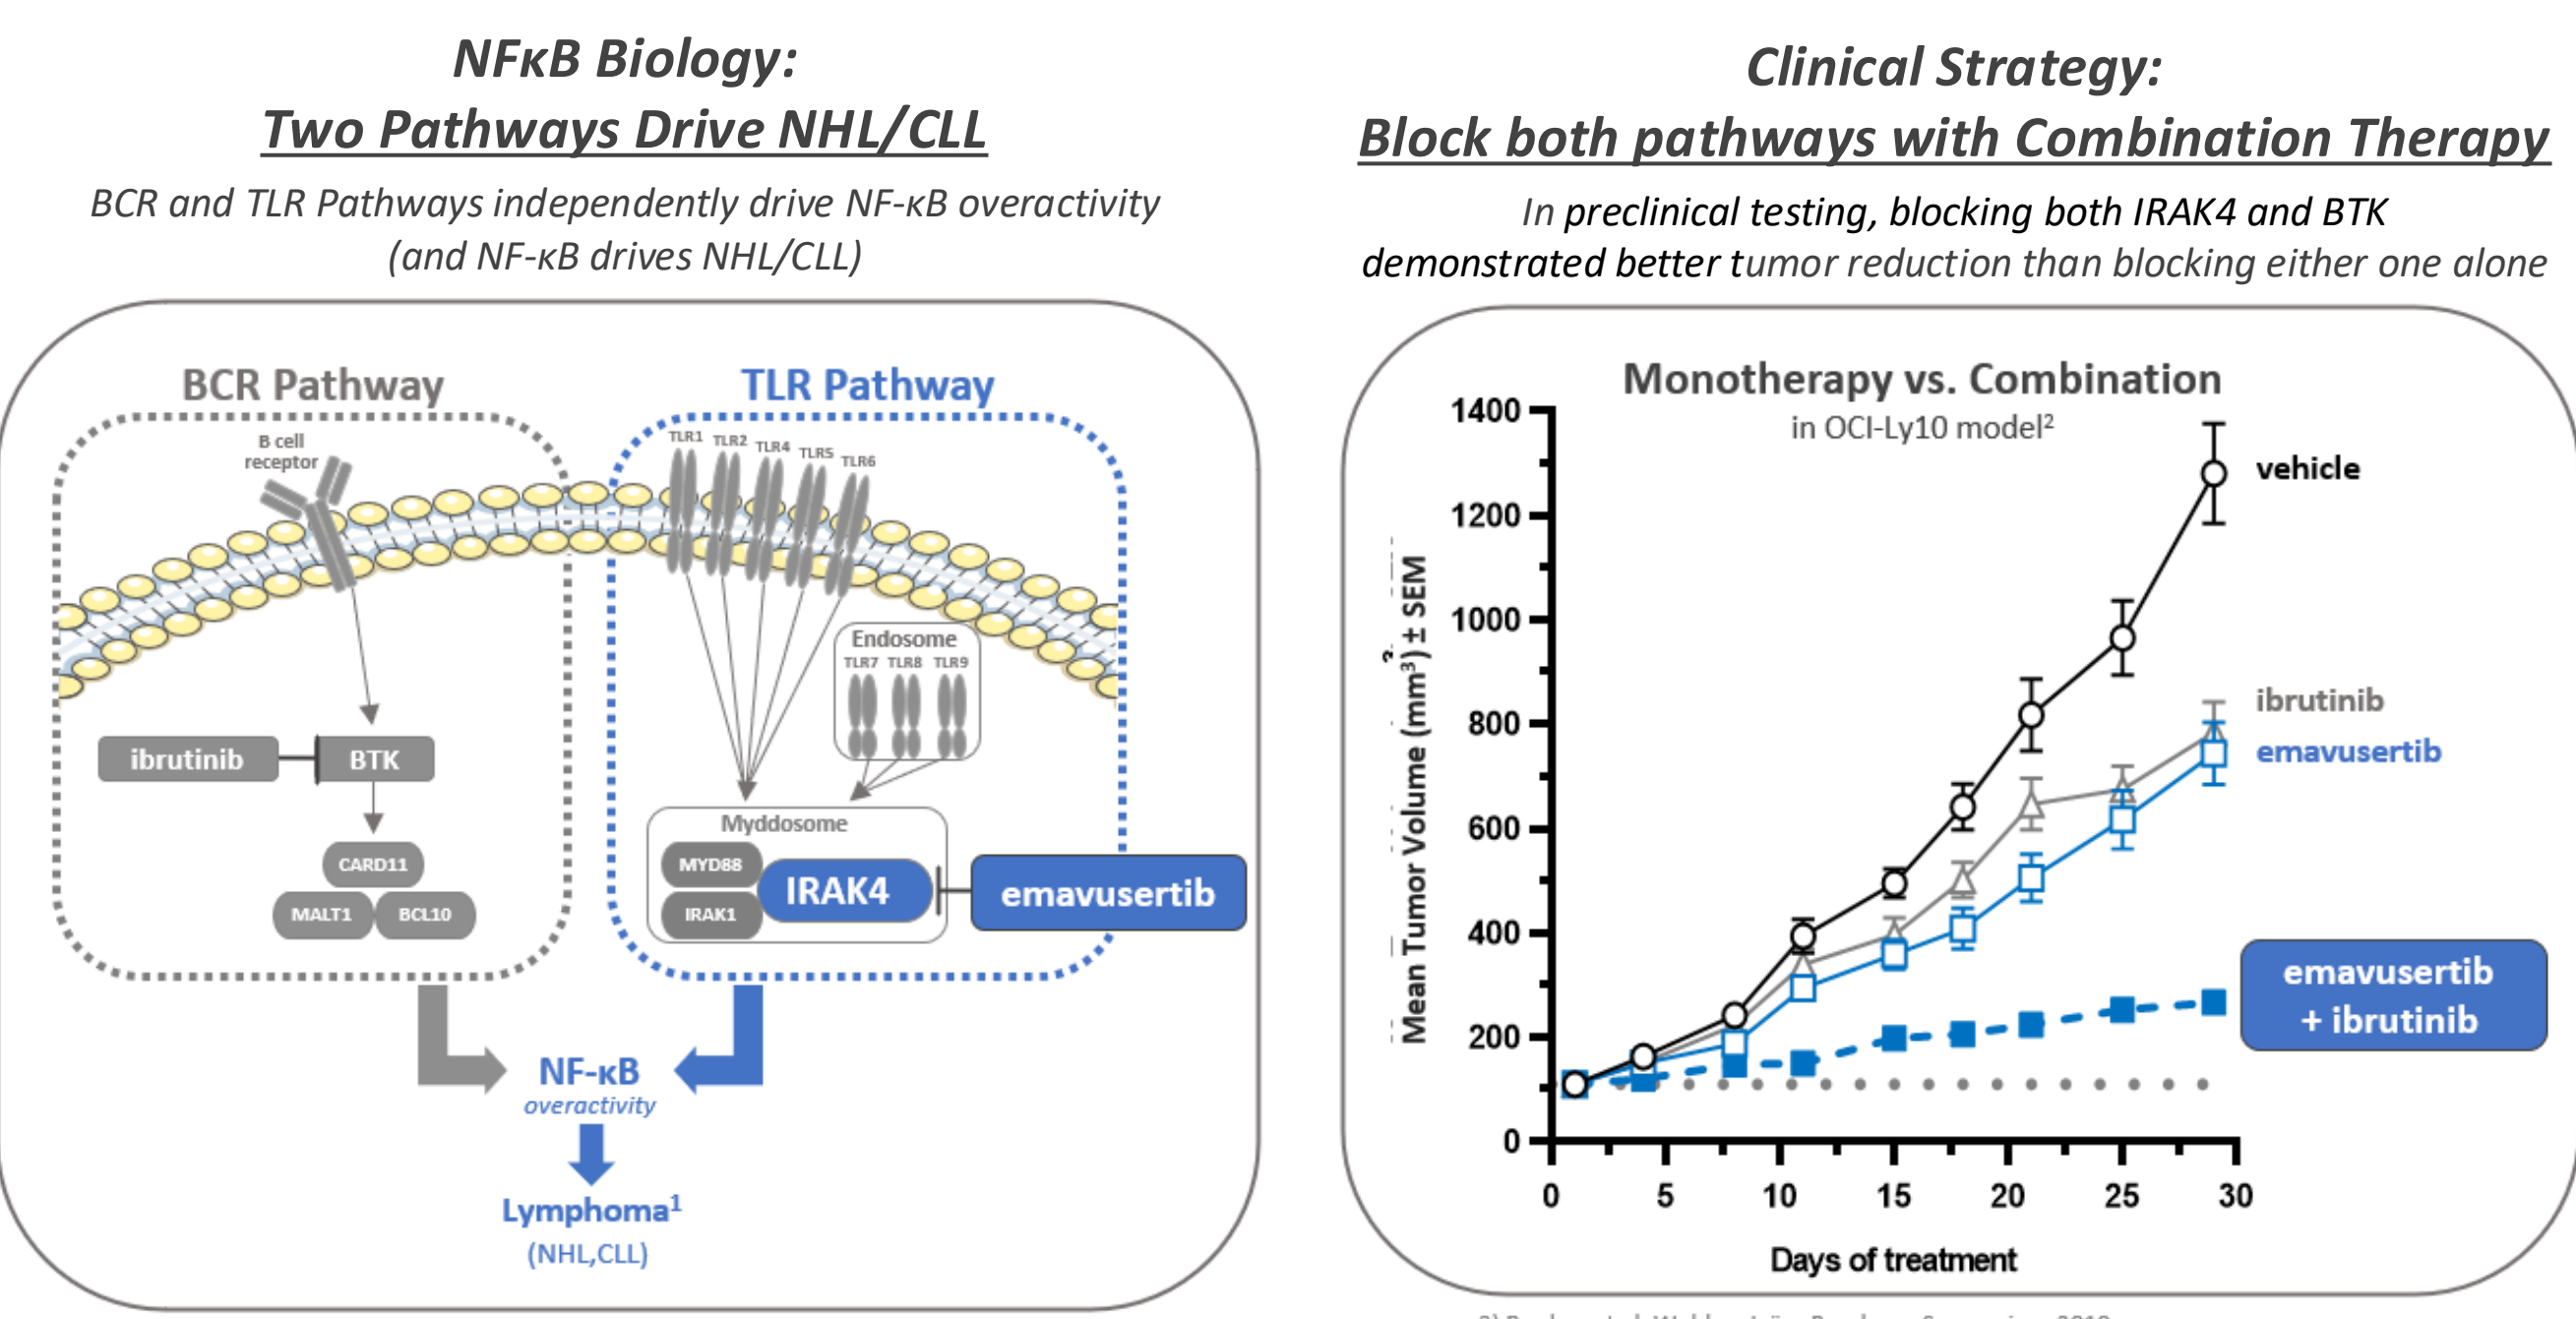 NFκB Biology:
Two Pathways Drive NHL/CLL
BCR and TLR Pathways independently drive NF-κB overactivity
(and NF-κB drives NHL/CLL)
BCR Pathway
TLR Pathway
B cell
receptor
TLR1 TLR2 TLR4 TLR5 TLR6
Endosome
TLR7 TLR8 TLR9
ibrutinib
BTK
CARD11
MALT1
BCL10
Myddosome
MYD88
IRAK1
IRAK4
emavusertib
NF-κB
overactivity
Lymphoma¹
(NHL,CLL)
Clinical Strategy:
Block both pathways with Combination Therapy
In preclinical testing, blocking both IRAK4 and BTK
demonstrated better tumor reduction than blocking either one alone
Monotherapy vs. Combination
in OCI-Ly10 model²
Mean Tumor Volume (mm³) ± SEM
1400
1200
1000
800
600
400
200
0
0 5 10 15 20 25 30
Days of treatment
vehicle
ibrutinib
emavusertib
emavusertib
+ ibrutinib